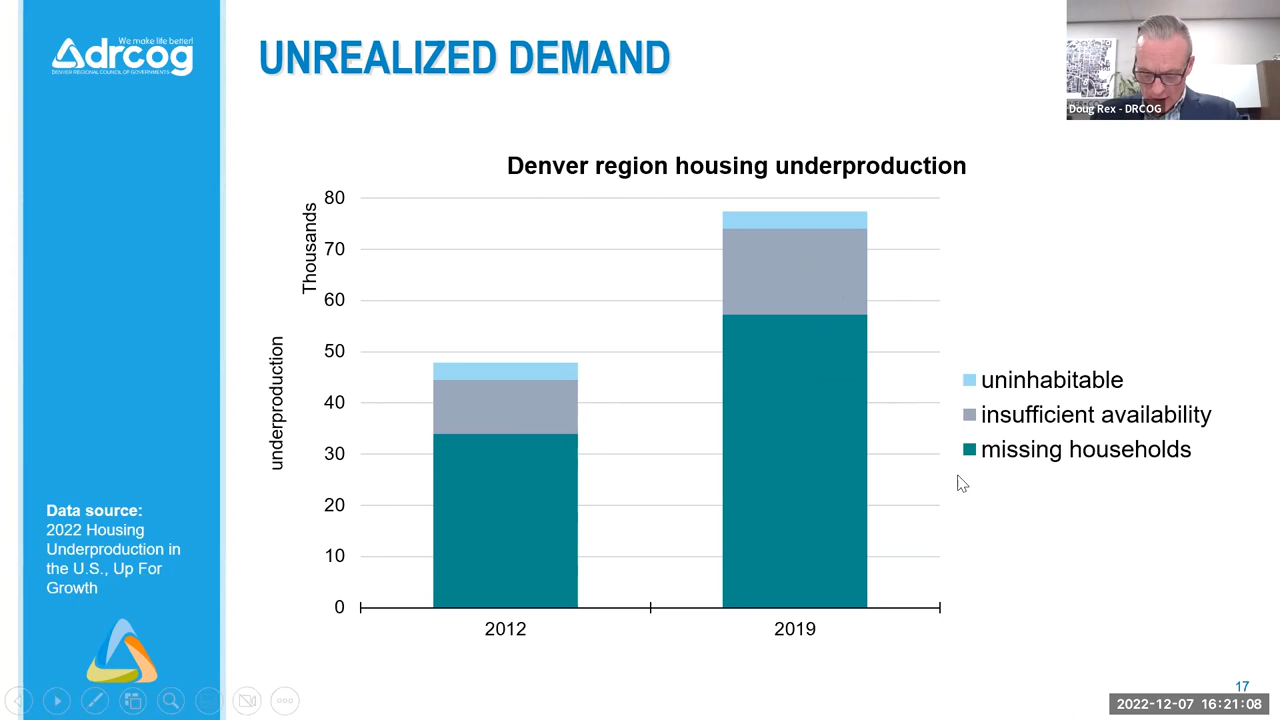 We make life better!
drcog
DENVER REGIONAL COUNCIL OF GOVERNMENTS
UNREALIZED DEMAND
Doug Rex - DRCOG
Denver region housing underproduction
Thousands
underproduction
80
70
60
50
40
30
20
10
0
2012
2019
uninhabitable
insufficient availability
missing households
Data source:
2022 Housing
Underproduction in
the U.S., Up For
Growth
17
2022-12-07 16:21:08